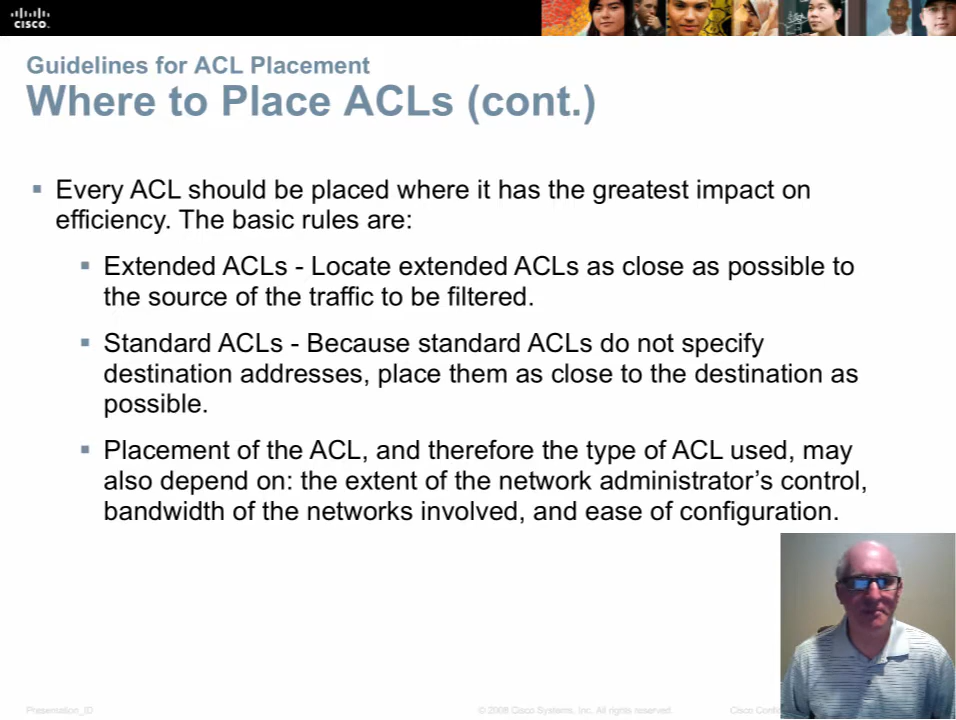 CISCO
Guidelines for ACL Placement
Where to Place ACLs (cont.)
Every ACL should be placed where it has the greatest impact on
efficiency. The basic rules are:
Extended ACLs - Locate extended ACLs as close as possible to
the source of the traffic to be filtered.
Standard ACLs - Because standard ACLs do not specify
destination addresses, place them as close to the destination as
possible.
Placement of the ACL, and therefore the type of ACL used, may
also depend on: the extent of the network administrator’s control,
bandwidth of the networks involved, and ease of configuration.
Presentation_ID © 2008 Cisco Systems, Inc. All rights reserved. Cisco